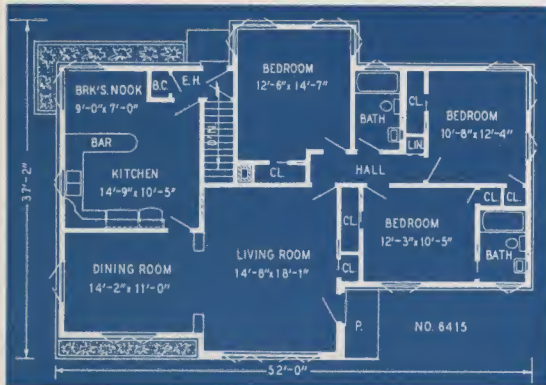 BEDROOM
12'-6" x 14'-7"
BRK'S. NOOK
9'-0" x 7'-0"
B.C.
E.H.
DN
BATH
CL.
LIN.
BEDROOM
10'-8" x 12'-4"
BAR
KITCHEN
14'-9" x 10'-5"
CL.
HALL
37'-2"
CL.
BEDROOM
12'-3" x 10'-5"
CL.
CL.
BATH
DINING ROOM
14'-2" x 11'-0"
LIVING ROOM
14'-8" x 18'-1"
CL.
P.
NO. 6415
52'-0"